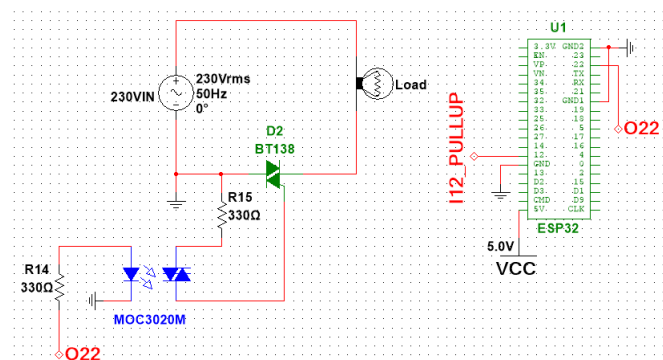 230VIN
230Vrms
50Hz
0°
Load
D2
BT138
R15
330Ω
R14
330Ω
MOC3020M
O22
U1
3.3V GND2
EN 23
VP 22
VN TX
34 RX
35 21
32 GND1
33 19
25 18
26 5
27 17
14 16
12 4
GND 0
13 2
D2 15
D3 D1
CMD D9
5V CLK
ESP32
O22
I12_PULLUP
5.0V
VCC